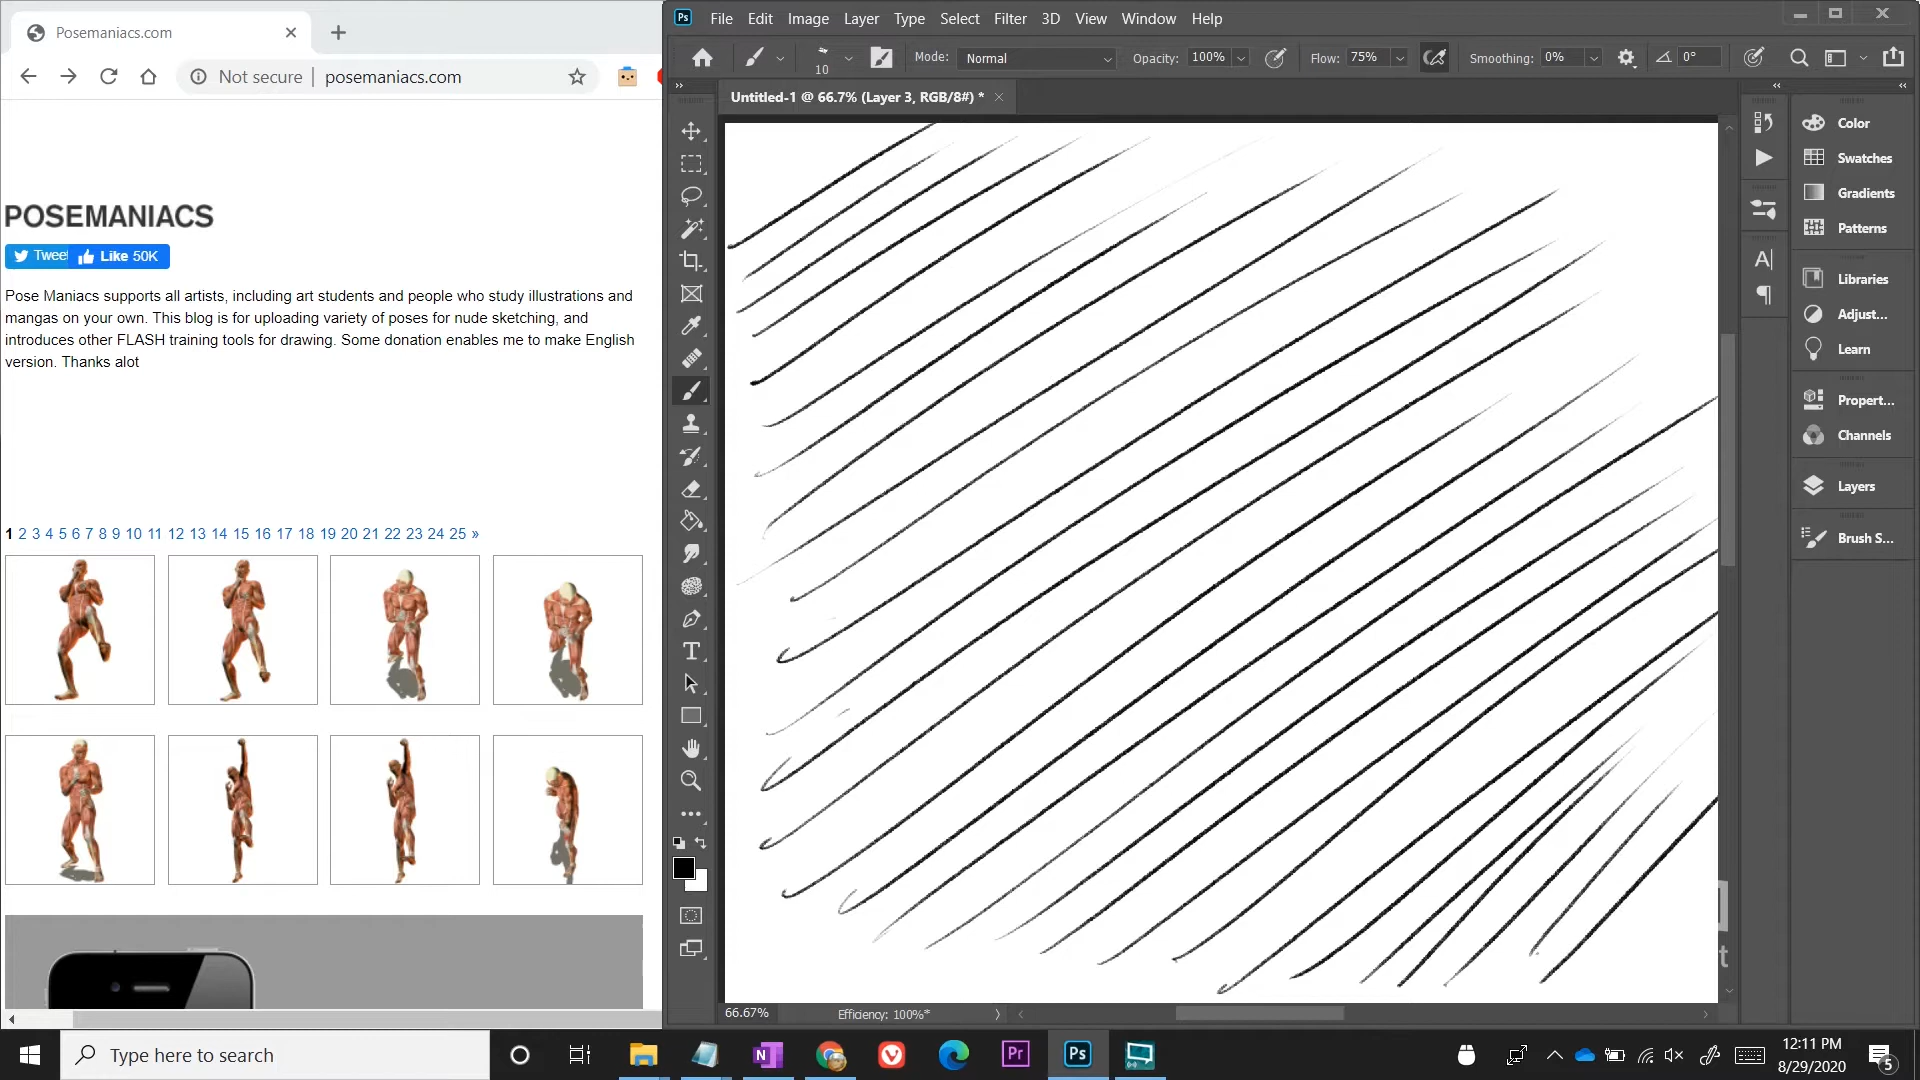 Posemaniacs.com
Not secure | posemaniacs.com
POSEMANIACS
Tweet Like 50K
Pose Maniacs supports all artists, including art students and people who study illustrations and
mangas on your own. This blog is for uploading variety of poses for nude sketching, and
introduces other FLASH training tools for drawing. Some donation enables me to make English
version. Thanks alot
1 2 3 4 5 6 7 8 9 10 11 12 13 14 15 16 17 18 19 20 21 22 23 24 25 »
Ps File Edit Image Layer Type Select Filter 3D View Window Help
10 Mode: Normal Opacity: 100% Flow: 75% Smoothing: 0% 0°
Untitled-1 @ 66.7% (Layer 3, RGB/8#) *
Color
Swatches
Gradients
Patterns
Libraries
Adjust...
Learn
Propert...
Channels
Layers
Brush S...
66.67% Efficiency: 100%*
Type here to search
N Pr Ps
12:11 PM
8/29/2020
5